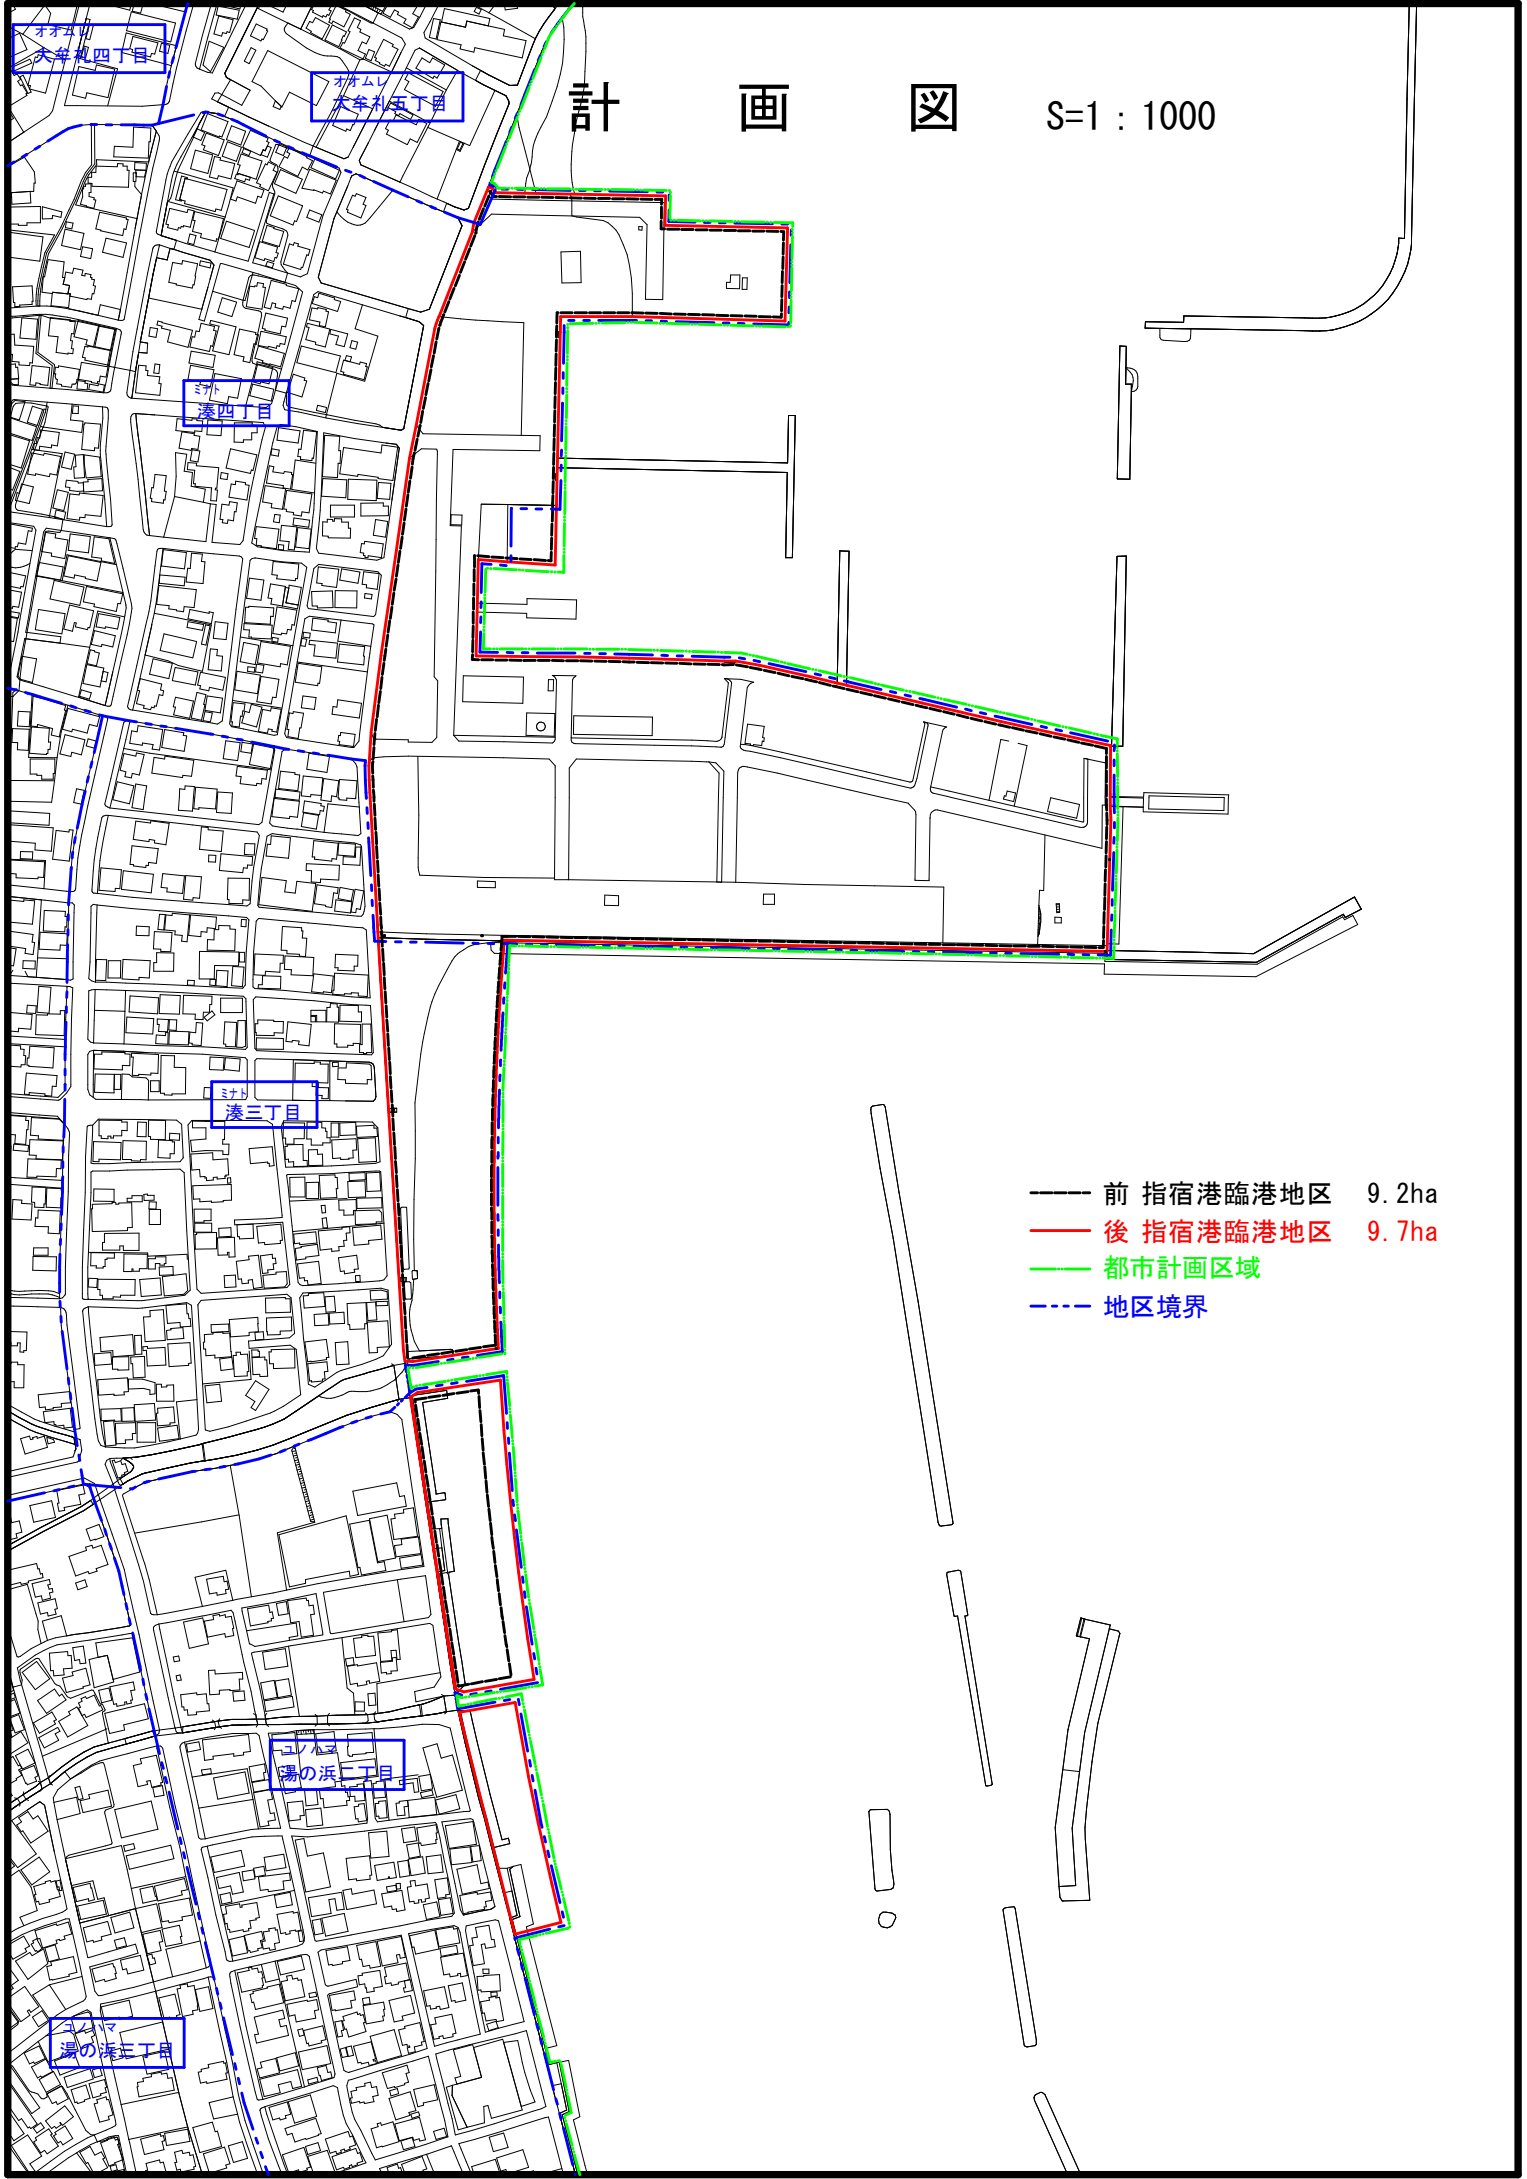 計 画 図 S=1:1000
オオムレ
大牟礼四丁目
オオムレ
大牟礼五丁目
ミナト
湊四丁目
ミナト
湊三丁目
前 指宿港臨港地区 9.2ha
後 指宿港臨港地区 9.7ha
都市計画区域
地区境界
ユノハマ
湯の浜二丁目
ユノハマ
湯の浜三丁目